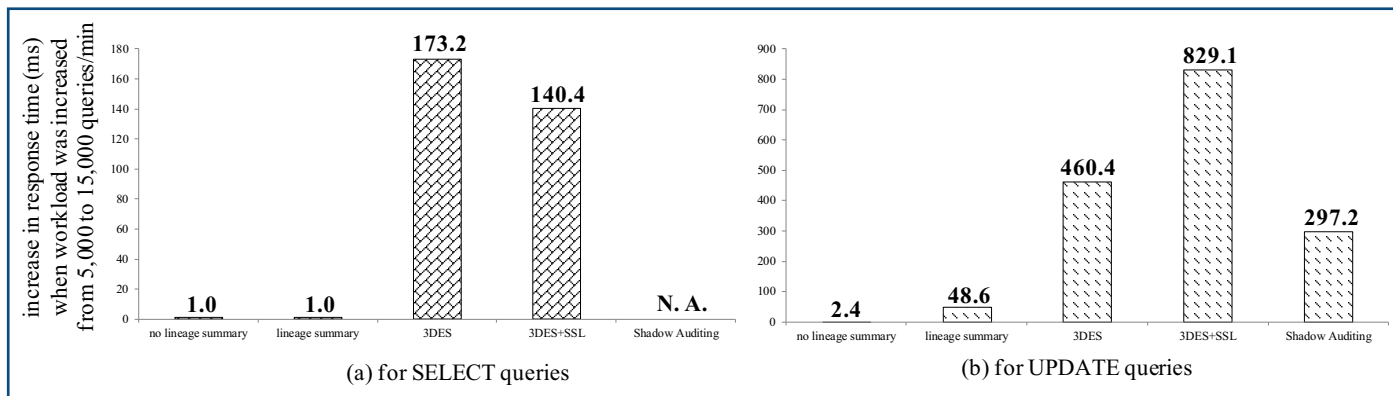 increase in response time (ms)
when workload was increased
from 5,000 to 15,000 queries/min
180
160
140
120
100
80
60
40
20
0
1.0
1.0
173.2
140.4
N. A.
no lineage summary
lineage summary
3DES
3DES+SSL
Shadow Auditing
(a) for SELECT queries
900
800
700
600
500
400
300
200
100
0
2.4
48.6
460.4
829.1
297.2
no lineage summary
lineage summary
3DES
3DES+SSL
Shadow Auditing
(b) for UPDATE queries